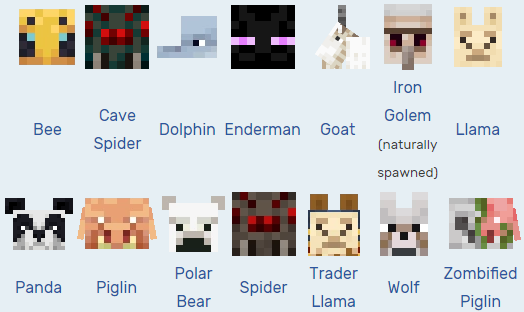 Bee
Cave
Spider
Dolphin
Enderman
Goat
Iron
Golem
(naturally
spawned)
Llama
Panda
Piglin
Polar
Bear
Spider
Trader
Llama
Wolf
Zombified
Piglin